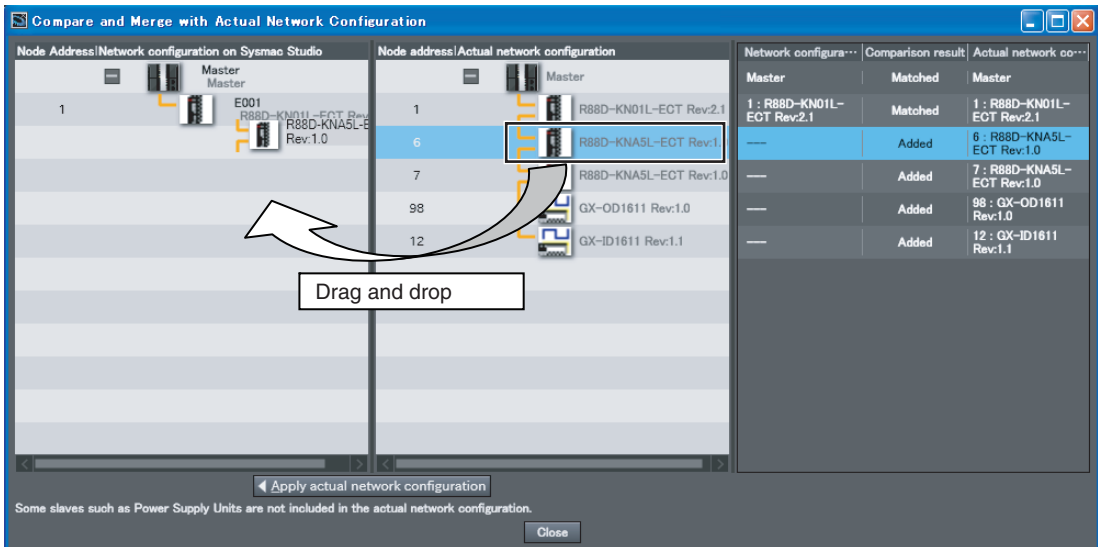 Compare and Merge with Actual Network Configuration
Node Address|Network configuration on Sysmac Studio
Master
Master
1
E001
R88D-KN01L-ECT Rev
R88D-KNA5L-E
Rev:1.0
Node address|Actual network configuration
Master
1
R88D-KN01L-ECT Rev:2.1
6
R88D-KNA5L-ECT Rev:1.
7
R88D-KNA5L-ECT Rev:1.0
98
GX-OD1611 Rev:1.0
12
GX-ID1611 Rev:1.1
Drag and drop
Network configura··· Comparison result Actual network co···
Master Matched Master
1 : R88D-KN01L- Matched 1 : R88D-KN01L-
ECT Rev:2.1 ECT Rev:2.1
--- Added 6 : R88D-KNA5L-
ECT Rev:1.0
--- Added 7 : R88D-KNA5L-
ECT Rev:1.0
--- Added 98 : GX-OD1611
Rev:1.0
--- Added 12 : GX-ID1611
Rev:1.1
Apply actual network configuration
Some slaves such as Power Supply Units are not included in the actual network configuration.
Close